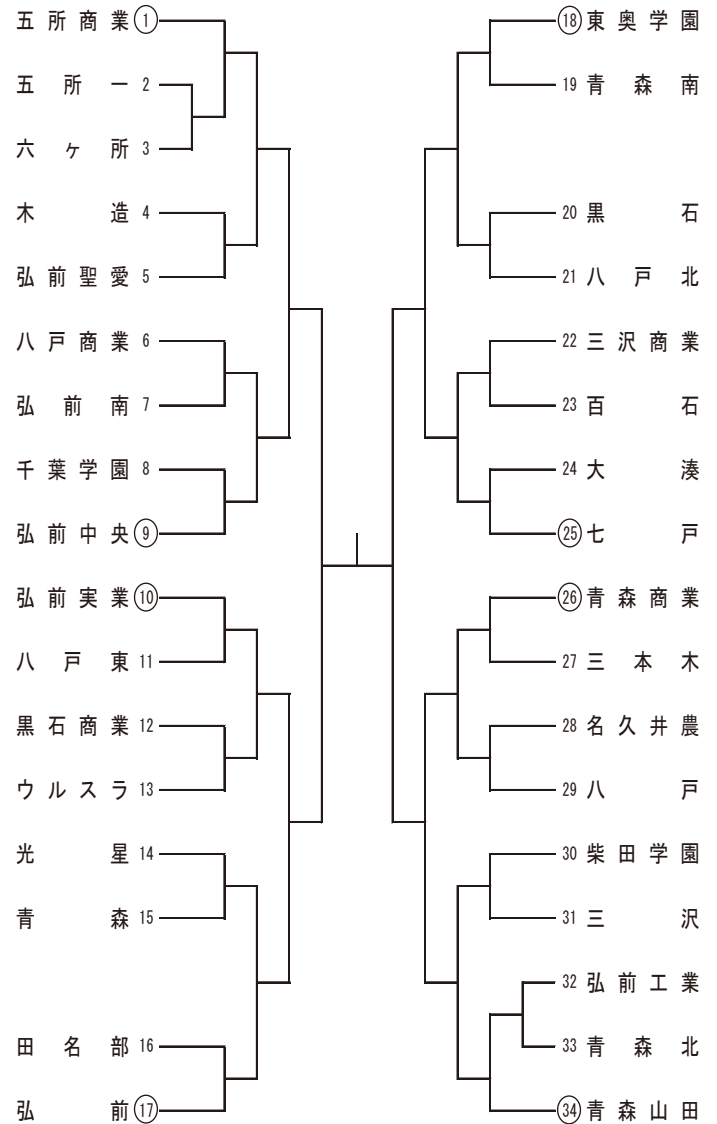 五所商業 ①
五所一 2
六ヶ所 3
木造 4
弘前聖愛 5
八戸商業 6
弘前南 7
千葉学園 8
弘前中央 ⑨
弘前実業 ⑩
八戸東 11
黒石商業 12
ウルスラ 13
光星 14
青森 15
田名部 16
弘前 ⑰
⑱ 東奥学園
19 青森南
20 黒石
21 八戸北
22 三沢商業
23 百石
24 大湊
㉕ 七戸
㉖ 青森商業
27 三本木
28 名久井農
29 八戸
30 柴田学園
31 三沢
32 弘前工業
33 青森北
㉞ 青森山田